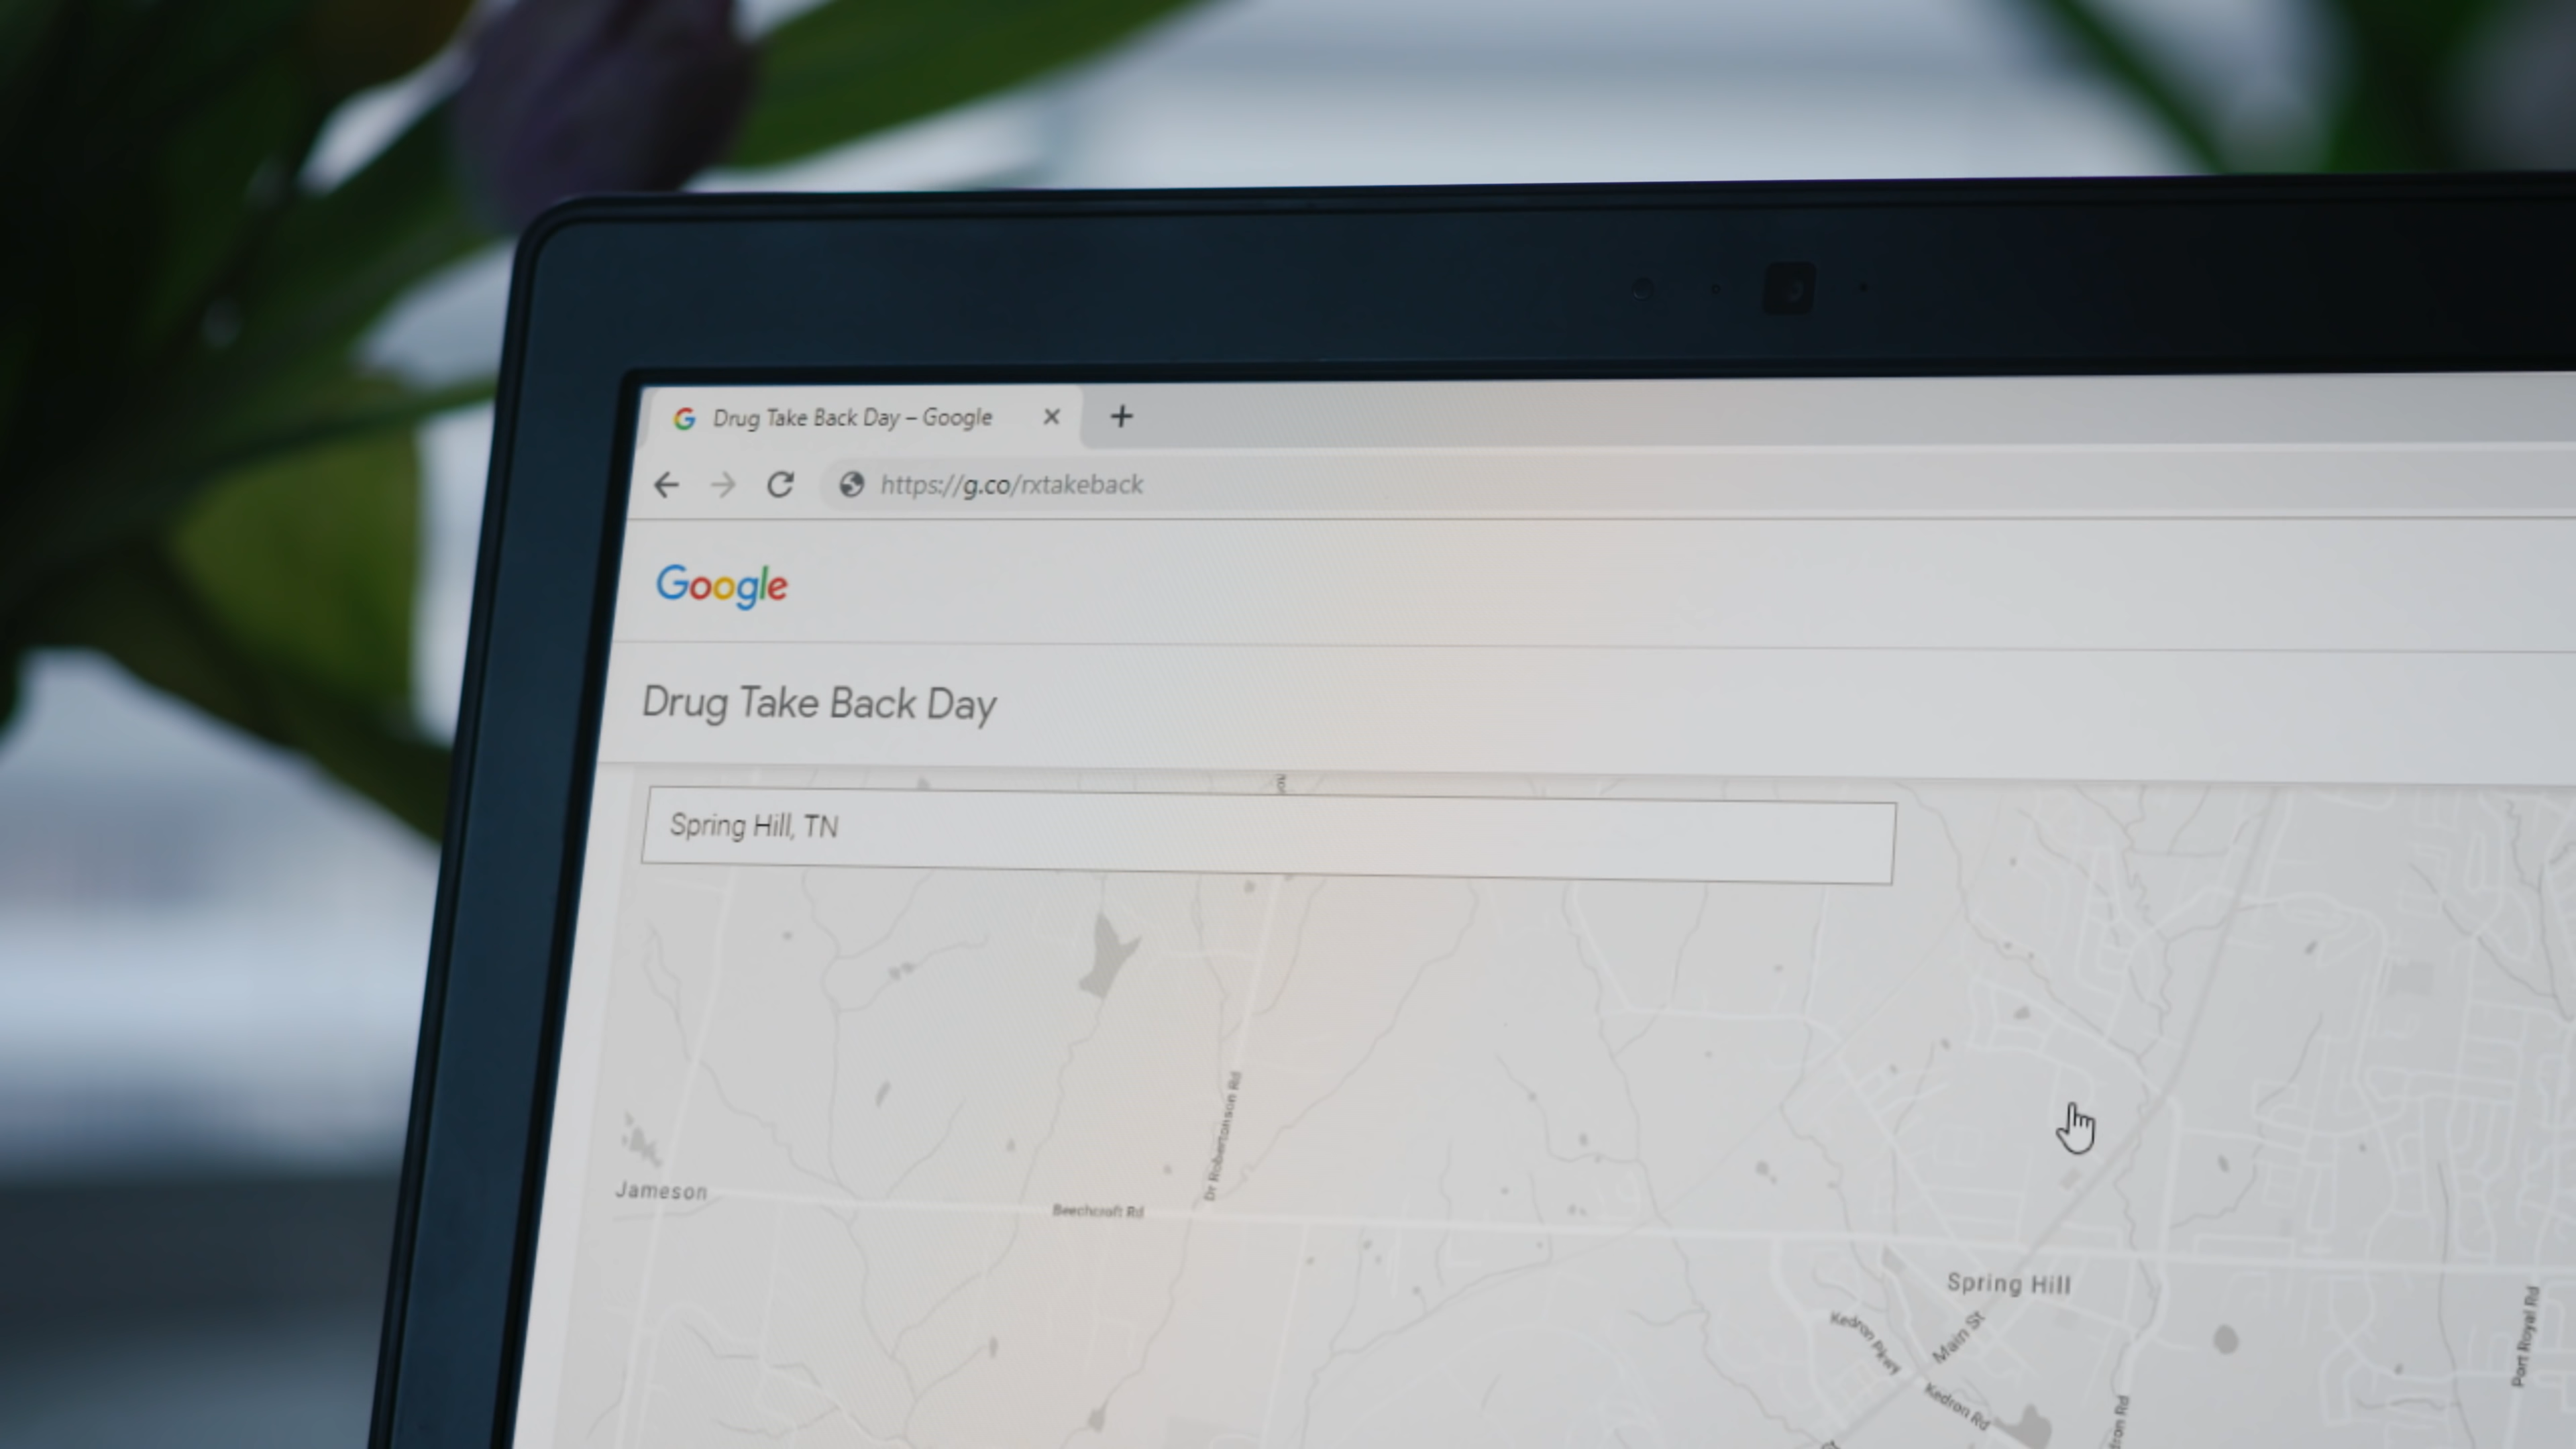 Drug Take Back Day – Google
https://g.co/rxtakeback
Google
Drug Take Back Day
Spring Hill, TN
Dr Robertonson Rd
Jameson
Beechcroft Rd
Spring Hill
Main St
Kedron Pkwy
Kedron Rd
Port Royal Rd